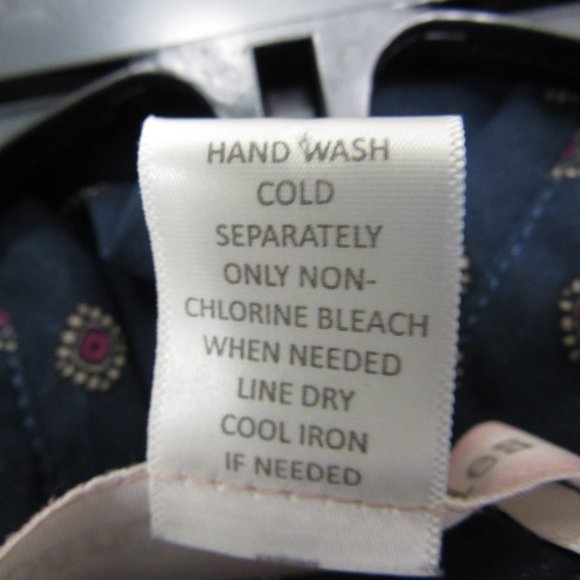 HAND WASH
COLD
SEPARATELY
ONLY NON-
CHLORINE BLEACH
WHEN NEEDED
LINE DRY
COOL IRON
IF NEEDED